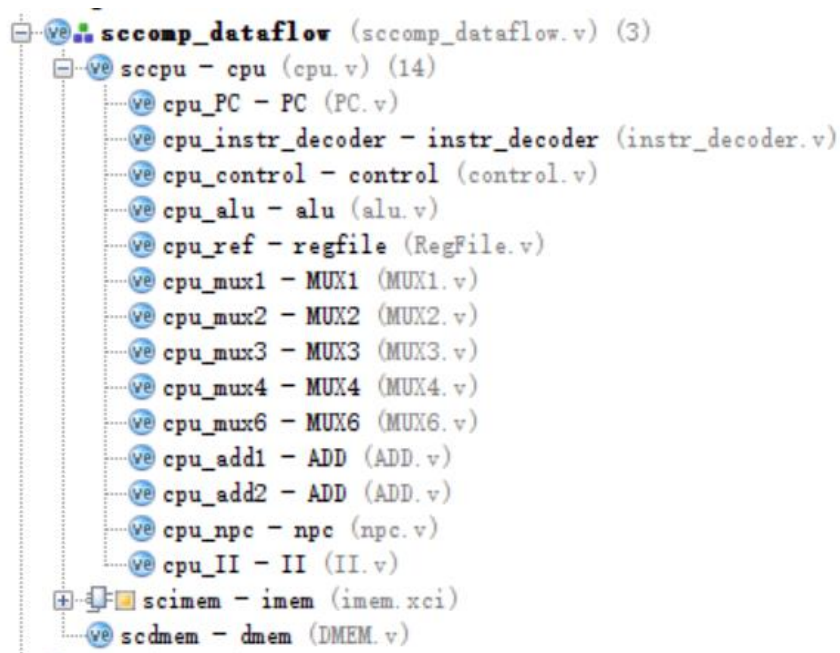 sccomp_dataflow (sccomp_dataflow.v) (3)
sccpu - cpu (cpu.v) (14)
cpu_PC - PC (PC.v)
cpu_instr_decoder - instr_decoder (instr_decoder.v)
cpu_control - control (control.v)
cpu_alu - alu (alu.v)
cpu_ref - regfile (RegFile.v)
cpu_mux1 - MUX1 (MUX1.v)
cpu_mux2 - MUX2 (MUX2.v)
cpu_mux3 - MUX3 (MUX3.v)
cpu_mux4 - MUX4 (MUX4.v)
cpu_mux6 - MUX6 (MUX6.v)
cpu_add1 - ADD (ADD.v)
cpu_add2 - ADD (ADD.v)
cpu_npc - npc (npc.v)
cpu_II - II (II.v)
scimem - imem (imem.xci)
scdmem - dmem (DMEM.v)